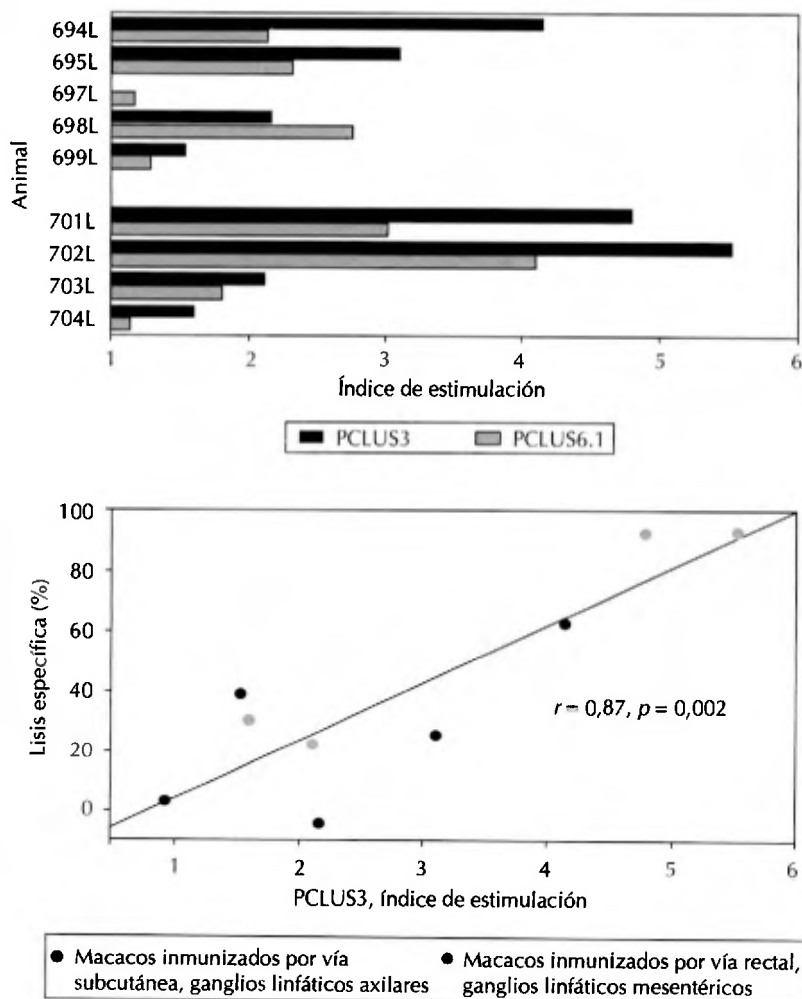 694L
695L
697L
698L
699L
701L
702L
703L
704L
Animal
1 2 3 4 5 6
Índice de estimulación
PCLUS3 PCLUS6.1
100
80
60
40
20
0
Lisis específica (%)
r = 0,87, p = 0,002
1 2 3 4 5 6
PCLUS3, índice de estimulación
Macacos inmunizados por vía
subcutánea, ganglios linfáticos axilares
Macacos inmunizados por vía rectal,
ganglios linfáticos mesentéricos